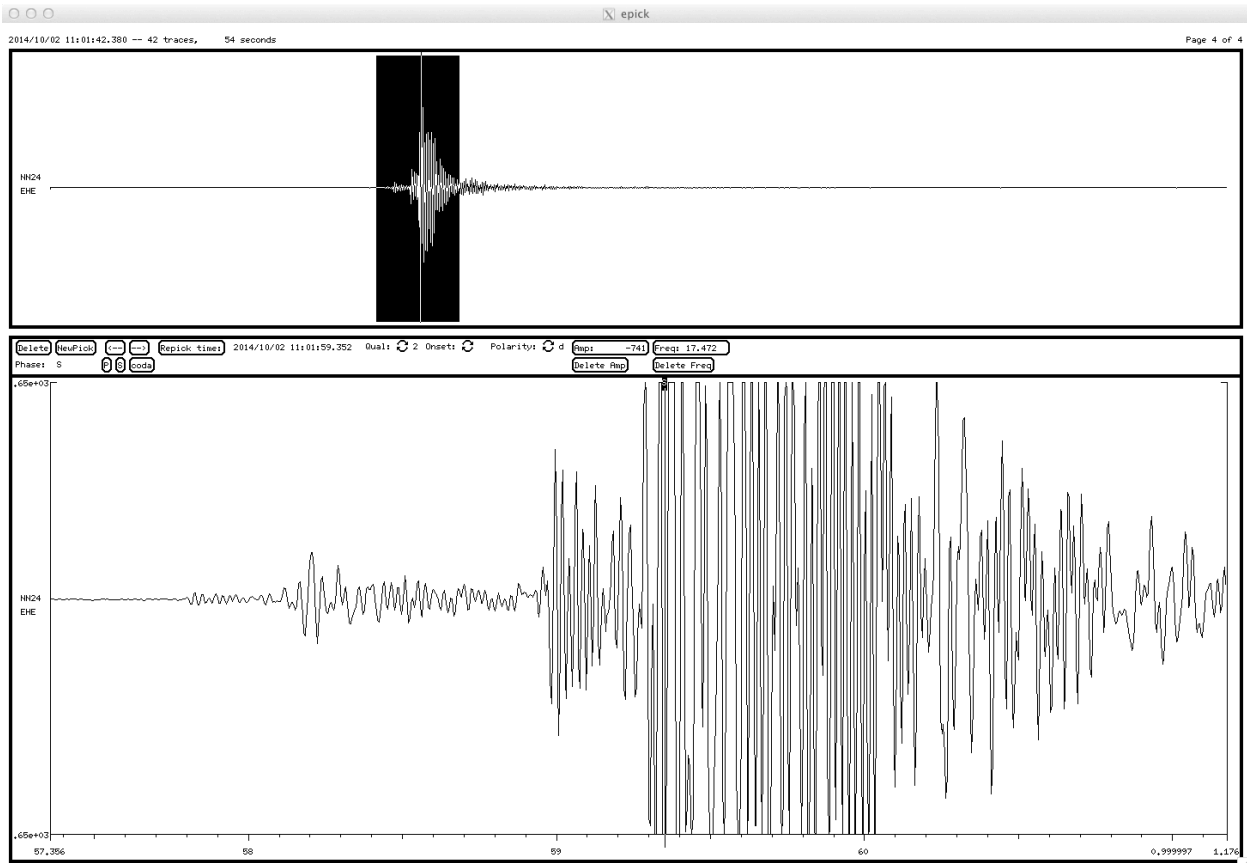 epick
2014/10/02 11:01:42.380 -- 42 traces, 54 seconds Page 4 of 4
NN24
EHE
Delete NewPick <-- --> Repick time: 2014/10/02 11:01:59.352 Qual: 2 Onset: Polarity: d Amp: -741 Freq: 17.472
Phase: S P S coda Delete Amp Delete Freq
.65e+03
NN24
EHE
.65e+03
57.356 58 59 60 0.999997 1.176